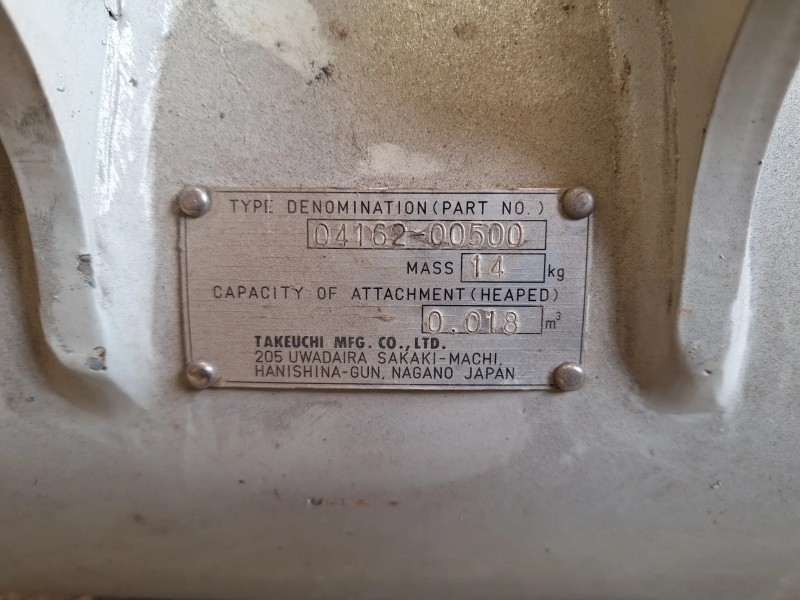 TYPE DENOMINATION (PART NO.)
04162-00500
MASS 14 kg
CAPACITY OF ATTACHMENT (HEAPED)
0.018 m³
TAKEUCHI MFG. CO., LTD.
205 UWADAIRA SAKAKI-MACHI,
HANISHINA-GUN, NAGANO JAPAN